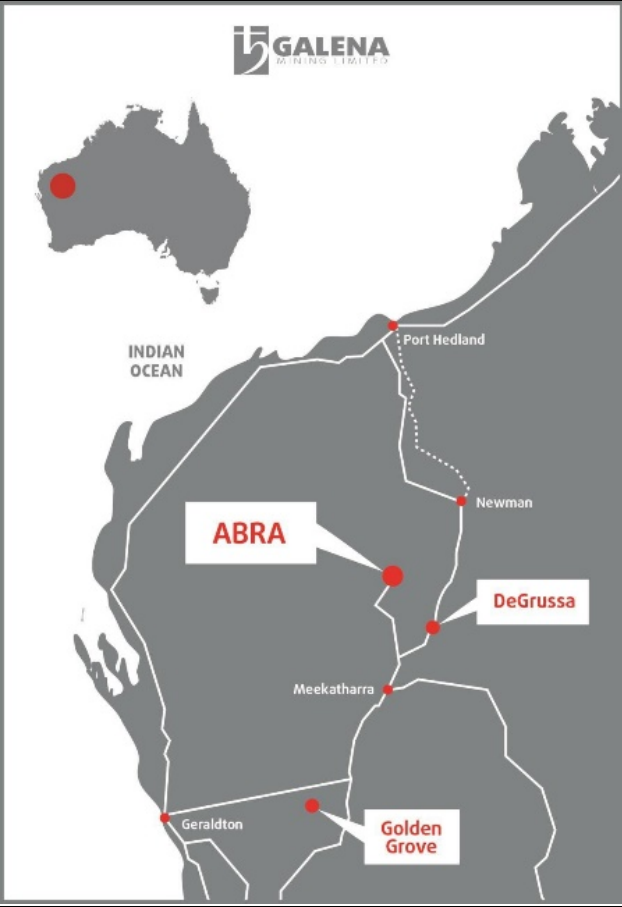 GALENA
MINING LIMITED
INDIAN
OCEAN
Port Hedland
Newman
ABRA
DeGrussa
Meekatharra
Geraldton
Golden
Grove